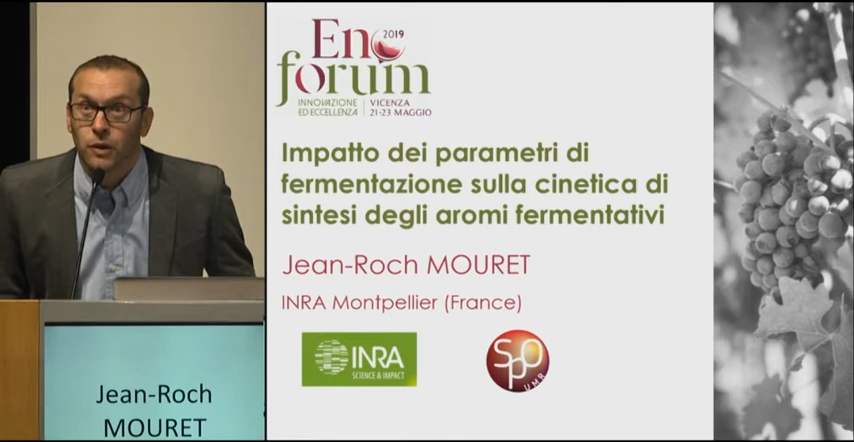 Eno 2019
forum
INNOVAZIONE
ED ECCELLENZA
VICENZA
21-23 MAGGIO
Impatto dei parametri di
fermentazione sulla cinetica di
sintesi degli aromi fermentativi
Jean-Roch MOURET
INRA Montpellier (France)
INRA
SCIENCE & IMPACT
SPO
UMR
Jean-Roch
MOURET